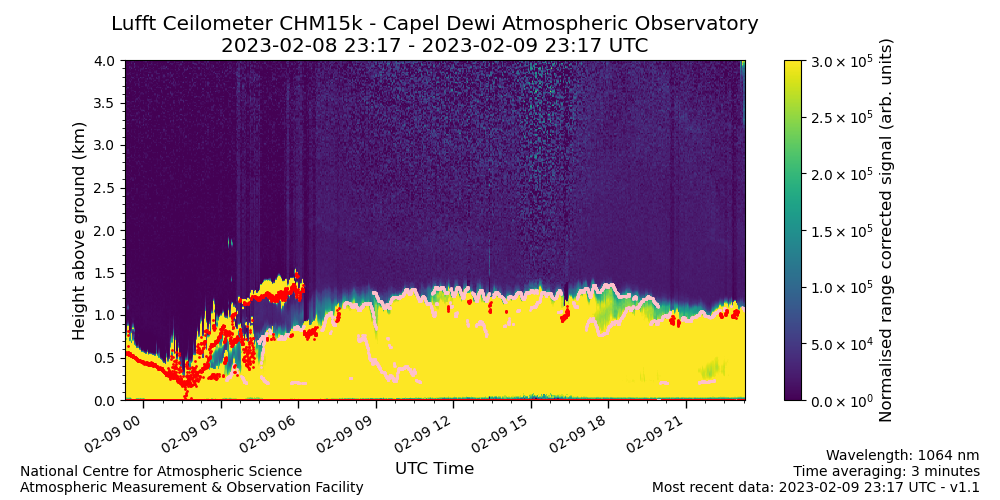 Lufft Ceilometer CHM15k - Capel Dewi Atmospheric Observatory
2023-02-08 23:17 - 2023-02-09 23:17 UTC
Height above ground (km)
4.0
3.5
3.0
2.5
2.0
1.5
1.0
0.5
0.0
02-09 00
02-09 03
02-09 06
02-09 09
02-09 12
02-09 15
02-09 18
02-09 21
UTC Time
3.0 × 10⁵
2.5 × 10⁵
2.0 × 10⁵
1.5 × 10⁵
1.0 × 10⁵
5.0 × 10⁴
0.0 × 10⁰
Normalised range corrected signal (arb. units)
National Centre for Atmospheric Science
Atmospheric Measurement & Observation Facility
Wavelength: 1064 nm
Time averaging: 3 minutes
Most recent data: 2023-02-09 23:17 UTC - v1.1